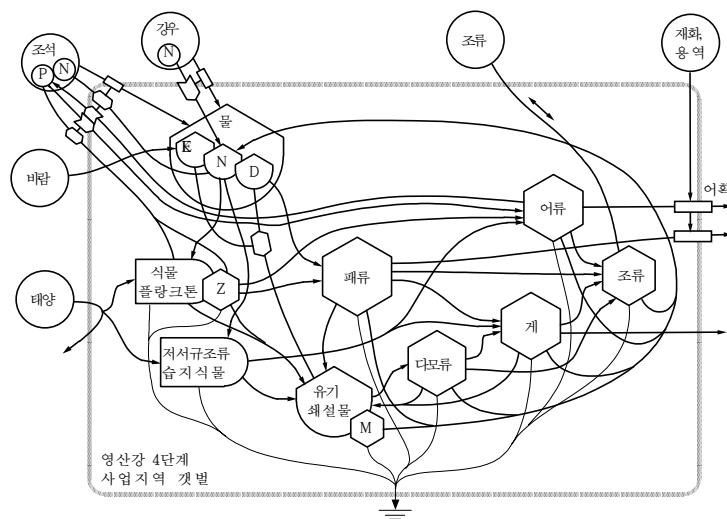 조석
P
N
강우
N
조류
재화,
용역
물
N
D
바람
어류
어획
식물
플랑크톤
Z
패류
조류
태양
게
저서규조류
습지식물
다모류
유기
쇄설물
M
영산강 4단계
사업지역 갯벌